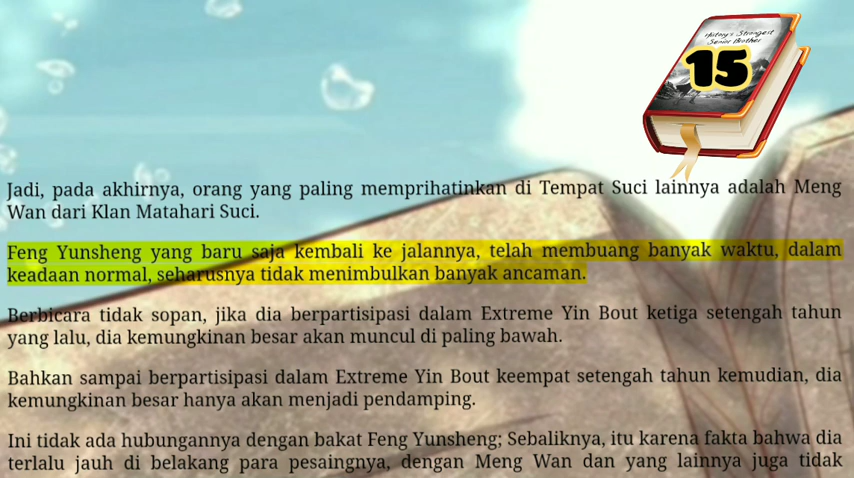 History's Strongest
Senior Brother
15
Jadi, pada akhirnya, orang yang paling memprihatinkan di Tempat Suci lainnya adalah Meng
Wan dari Klan Matahari Suci.
Feng Yunsheng yang baru saja kembali ke jalannya, telah membuang banyak waktu, dalam
keadaan normal, seharusnya tidak menimbulkan banyak ancaman.
Berbicara tidak sopan, jika dia berpartisipasi dalam Extreme Yin Bout ketiga setengah tahun
yang lalu, dia kemungkinan besar akan muncul di paling bawah.
Bahkan sampai berpartisipasi dalam Extreme Yin Bout keempat setengah tahun kemudian, dia
kemungkinan besar hanya akan menjadi pendamping.
Ini tidak ada hubungannya dengan bakat Feng Yunsheng; Sebaliknya, itu karena fakta bahwa dia
terlalu jauh di belakang para pesaingnya, dengan Meng Wan dan yang lainnya juga tidak